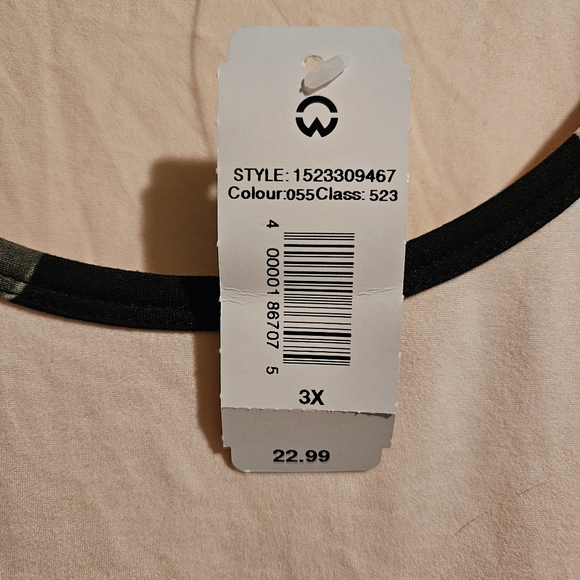 STYLE: 1523309467
Colour:055Class: 523
4 00001 86707 5
3X
22.99